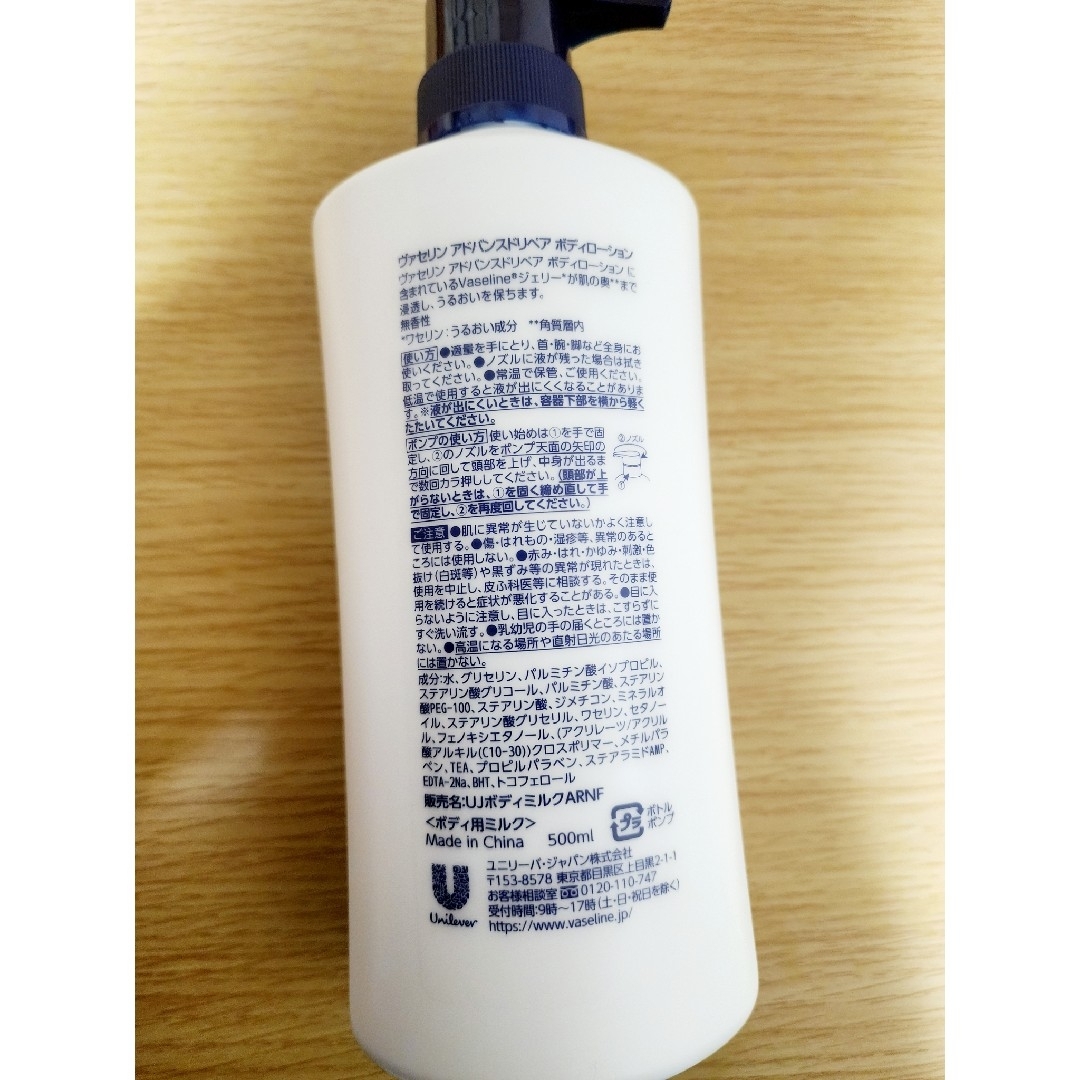 ヴァセリン アドバンスドリペア ボディローション
ヴァセリン アドバンスドリペア ボディローション に
含まれているVaseline®ジェリー*が肌の奥**まで
浸透し、うるおいを保ちます。
無香性
*ワセリン：うるおい成分 **角質層内
使い方 ●適量を手にとり、首・腕・脚など全身にお
使いください。●ノズルに液が残った場合は拭き
取ってください。●常温で保管、ご使用ください。
低温で使用すると液が出にくくなることがありま
す。※液が出にくいときは、容器下部を横から軽く
たたいてください。
ポンプの使い方 使い始めは①を手で固
定し、②のノズルをポンプ天面の矢印の
方向に回して頭部を上げ、中身が出るま
で数回カラ押ししてください。（頭部が上
がらないときは、①を固く締め直して手
で固定し、②を再度回してください。）
②ノズル
①
ご注意 ●肌に異常が生じていないかよく注意し
て使用する。●傷・はれもの・湿疹等、異常のあると
ころには使用しない。●赤み・はれ・かゆみ・刺激・色
抜け（白斑等）や黒ずみ等の異常が現れたときは、
使用を中止し、皮ふ科医等に相談する。そのまま使
用を続けると症状が悪化することがある。●目に入
らないように注意し、目に入ったときは、こすらずに
すぐ洗い流す。●乳幼児の手の届くところには置か
ない。●高温になる場所や直射日光のあたる場所
には置かない。
成分：水、グリセリン、パルミチン酸イソプロピル、
ステアリン酸グリコール、パルミチン酸、ステアリン
酸PEG-100、ステアリン酸、ジメチコン、ミネラルオ
イル、ステアリン酸グリセリル、ワセリン、セタノー
ル、フェノキシエタノール、（アクリレーツ/アクリル
酸アルキル(C10-30)）クロスポリマー、メチルパラ
ベン、TEA、プロピルパラベン、ステアラミドAMP、
EDTA-2Na、BHT、トコフェロール
販売名：UJボディミルクARNF
<ボディ用ミルク>
Made in China 500ml
プラ
ボトル
ポンプ
ユニリーバ・ジャパン株式会社
〒153-8578 東京都目黒区上目黒2-1-1
お客様相談室 0120-110-747
受付時間：9時～17時（土・日・祝日を除く）
https://www.vaseline.jp/
Unilever